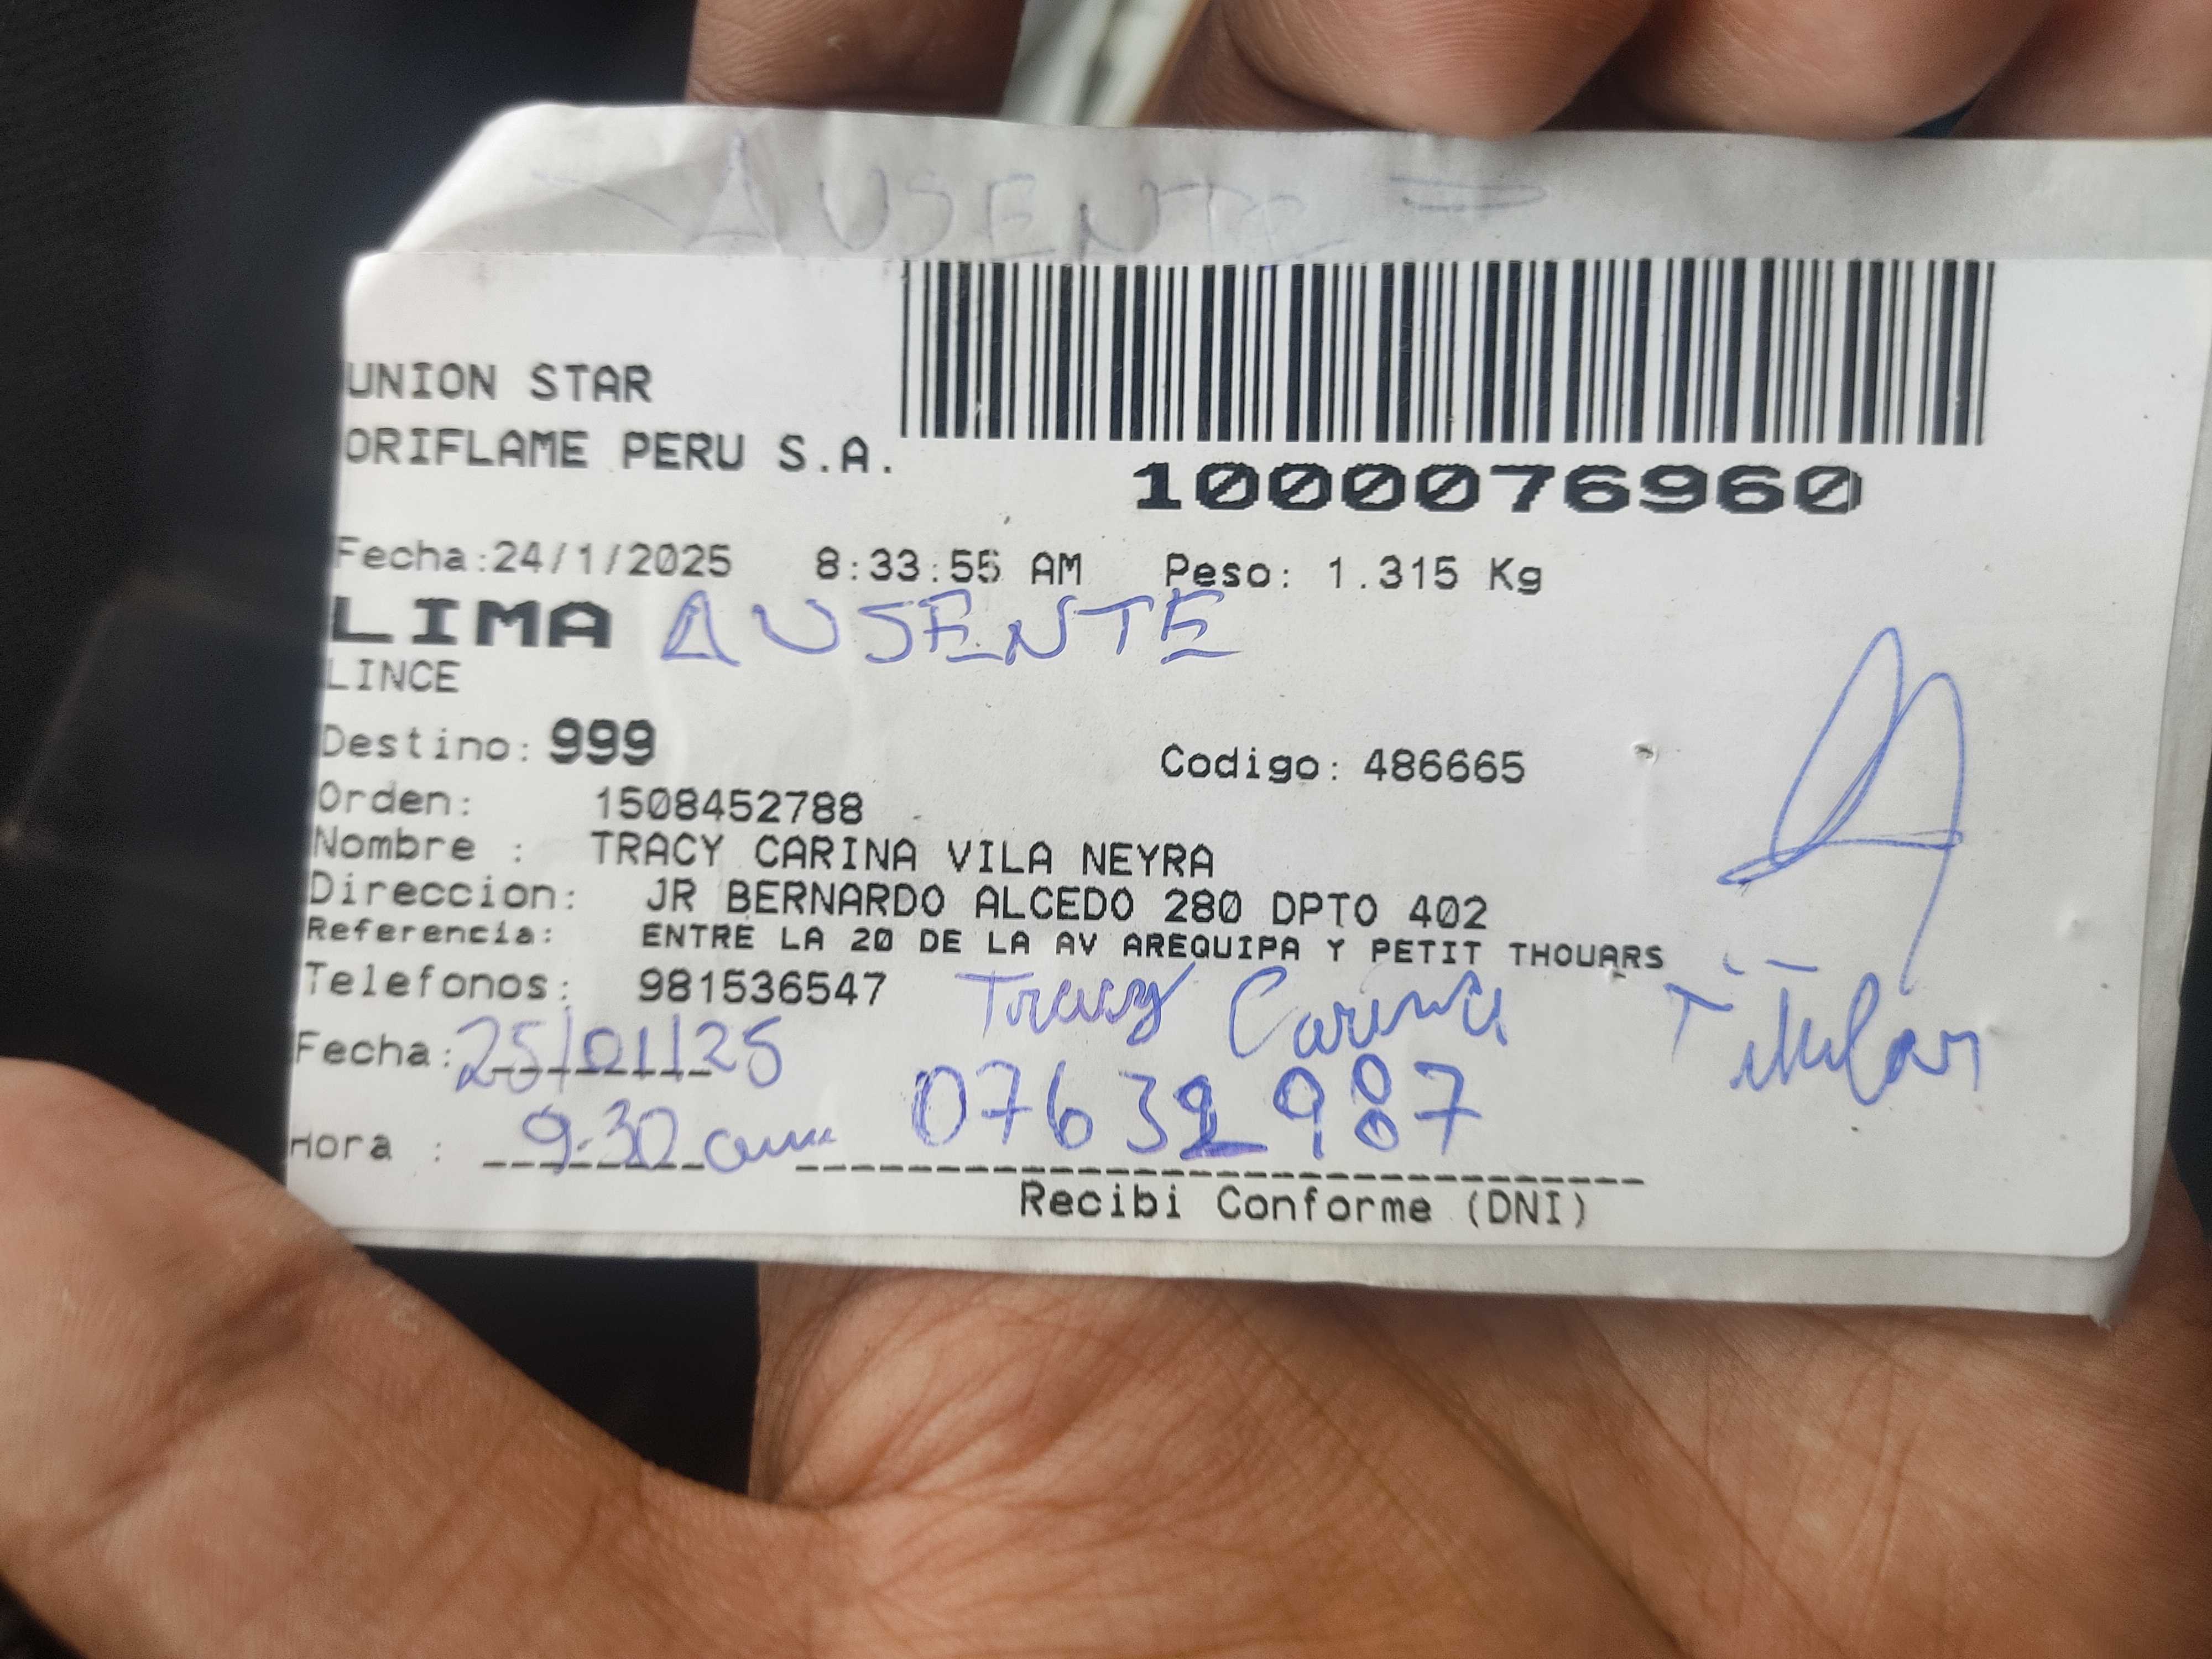 AUSENTE
UNION STAR
ORIFLAME PERU S.A.
1000076960
Fecha:24/1/2025 8:33:55 AM Peso: 1.315 Kg
LIMA AUSENTE
LINCE
Destino: 999 Codigo: 486665
Orden: 1508452788
Nombre : TRACY CARINA VILA NEYRA
Direccion: JR BERNARDO ALCEDO 280 DPTO 402
Referencia: ENTRE LA 20 DE LA AV AREQUIPA Y PETIT THOUARS
Telefonos: 981536547 Tracy Carina Titular
Fecha: 25/01/25
Hora : 9:30 am 07632987
Recibi Conforme (DNI)